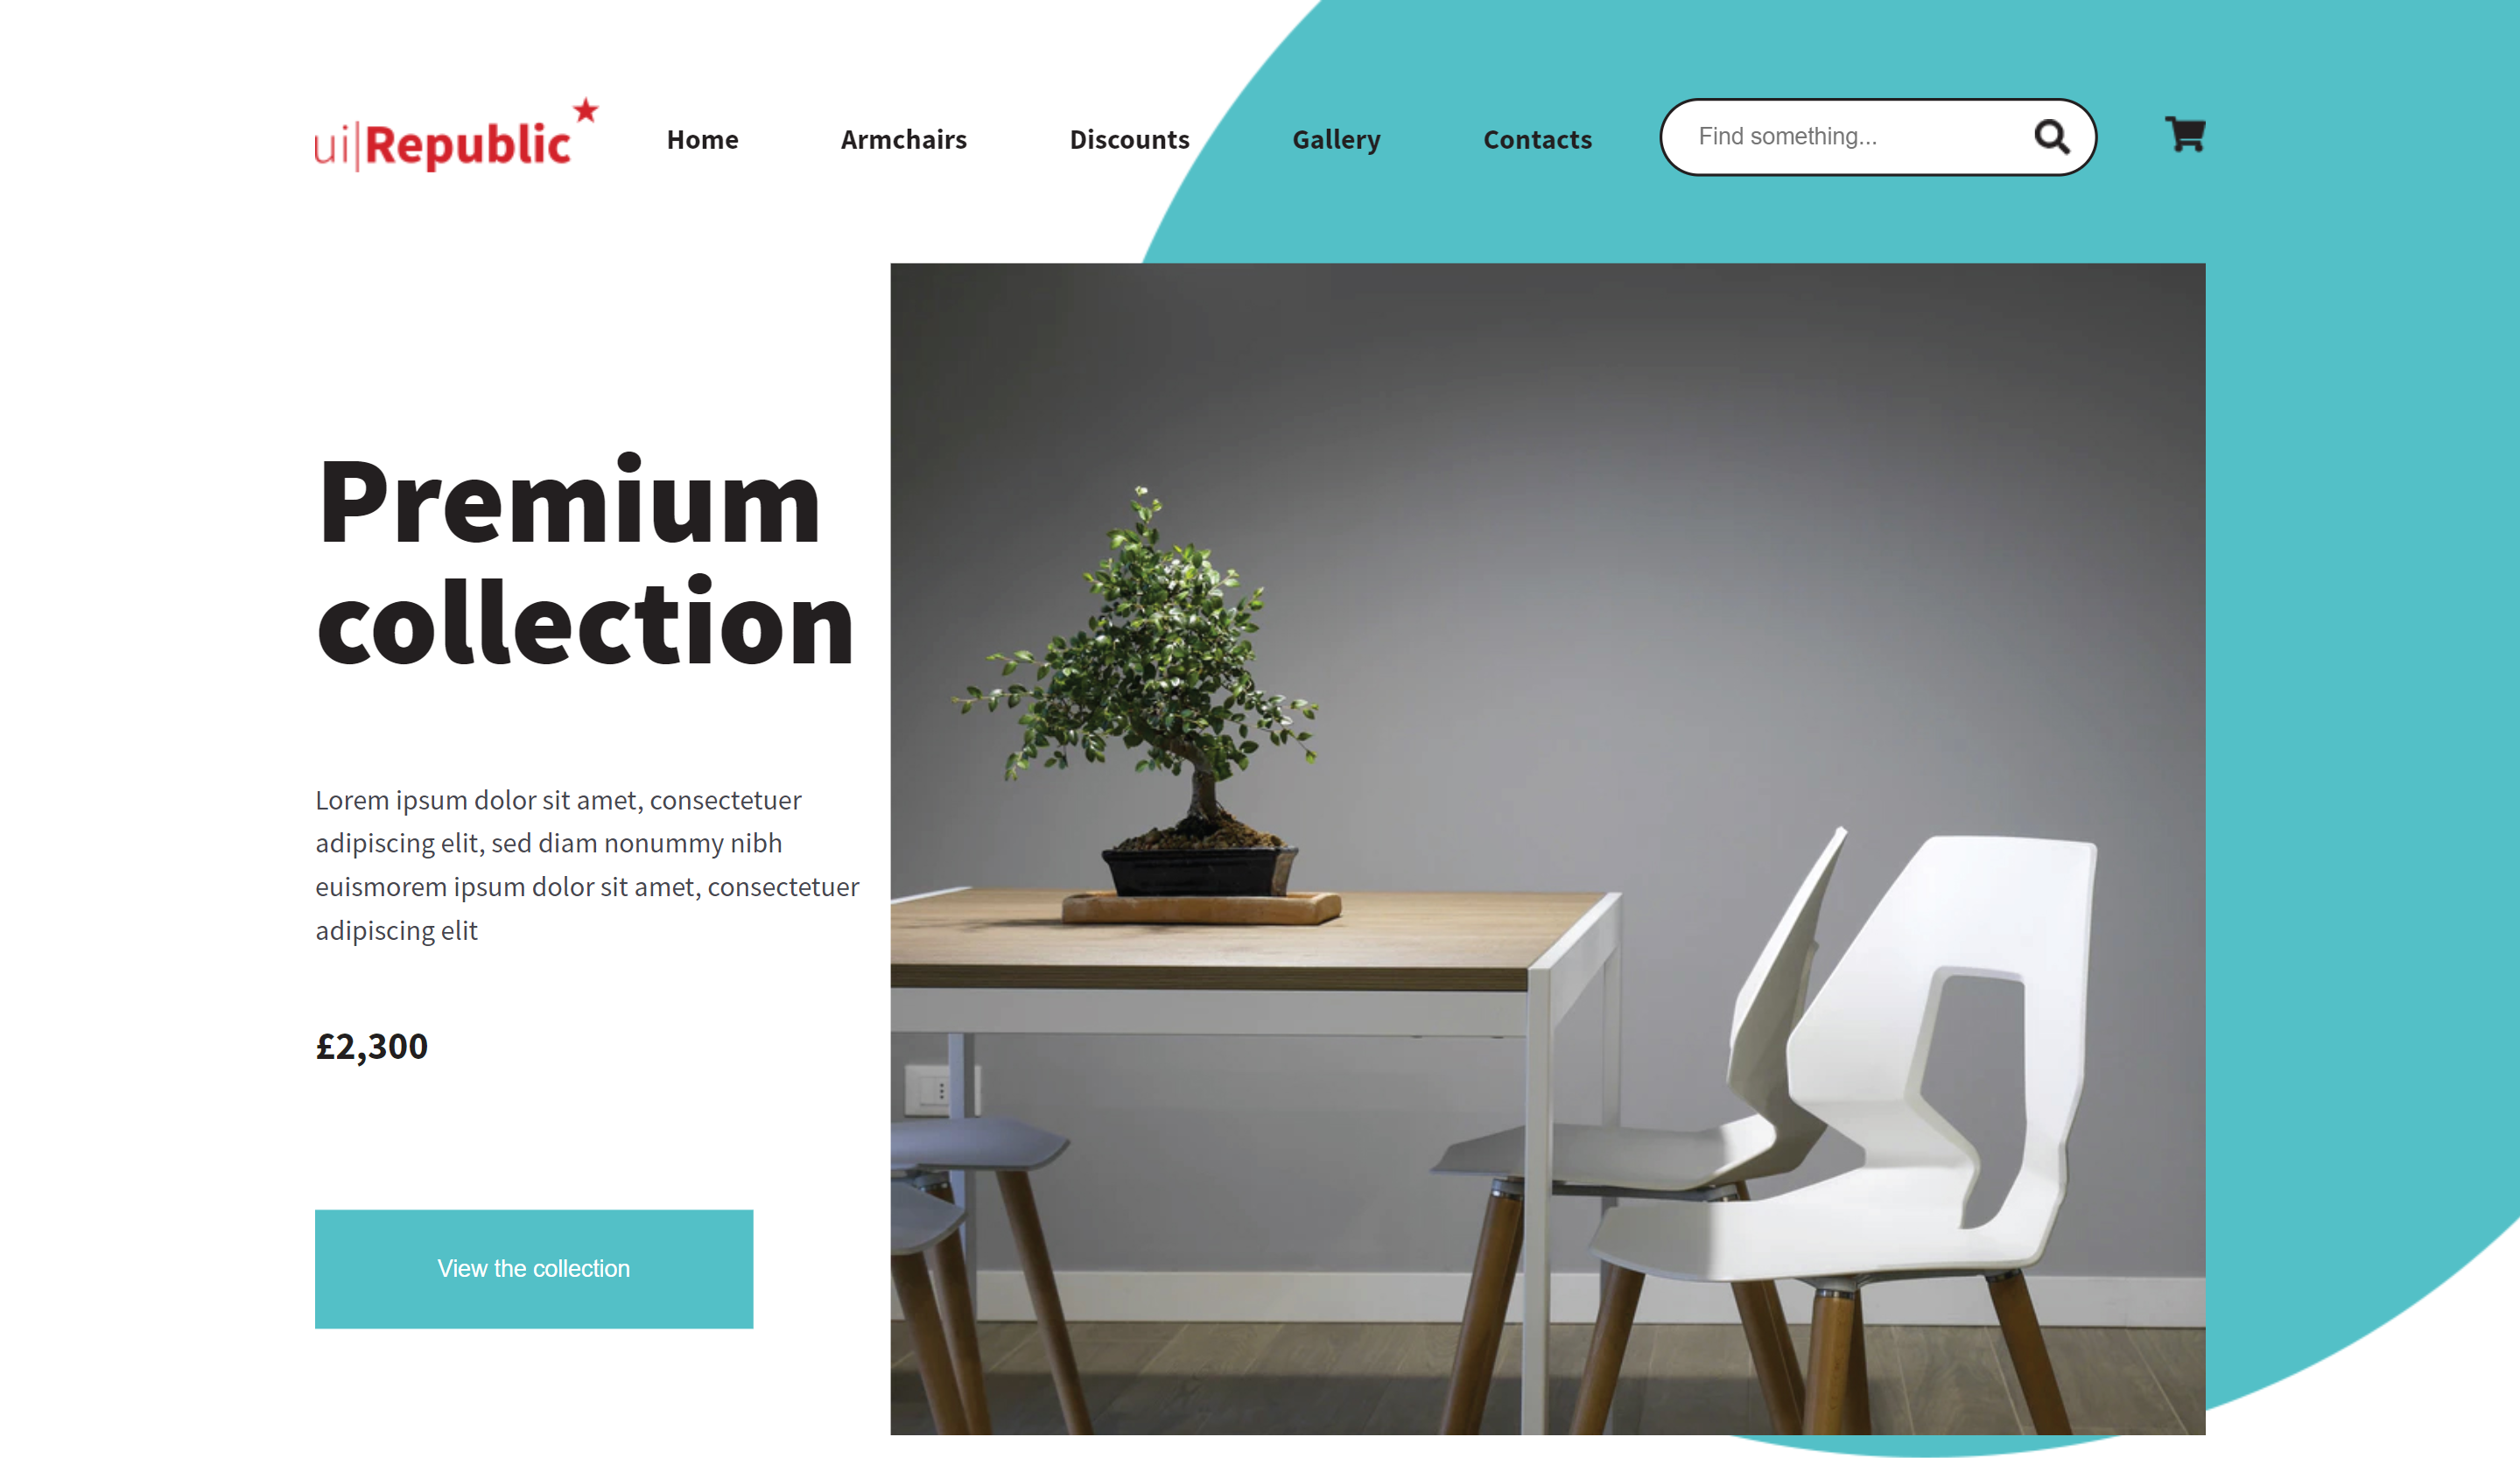 ui|Republic
Home Armchairs Discounts Gallery Contacts Find something...
Premium
collection
Lorem ipsum dolor sit amet, consectetuer
adipiscing elit, sed diam nonummy nibh
euismorem ipsum dolor sit amet, consectetuer
adipiscing elit
£2,300
View the collection